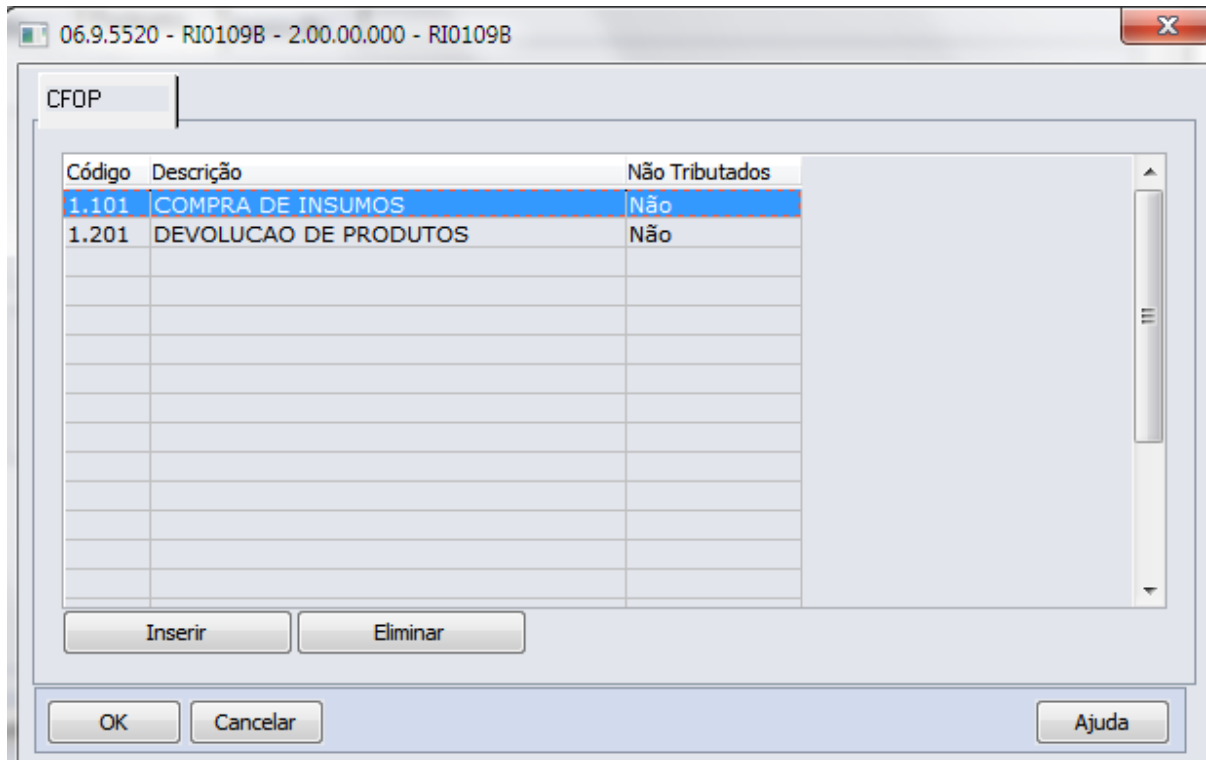 06.9.5520 - RI0109B - 2.00.00.000 - RI0109B
CFOP
Código Descrição Não Tributados
1.101 COMPRA DE INSUMOS Não
1.201 DEVOLUCAO DE PRODUTOS Não
Inserir Eliminar
OK Cancelar Ajuda